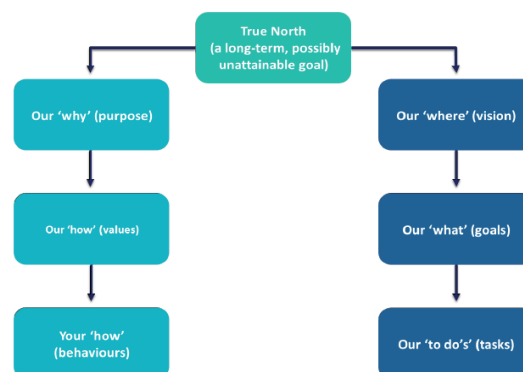 True North
(a long-term, possibly
unattainable goal)
Our ‘why’ (purpose)
Our ‘where’ (vision)
Our ‘how’ (values)
Our ‘what’ (goals)
Your ‘how’
(behaviours)
Our ‘to do’s’ (tasks)